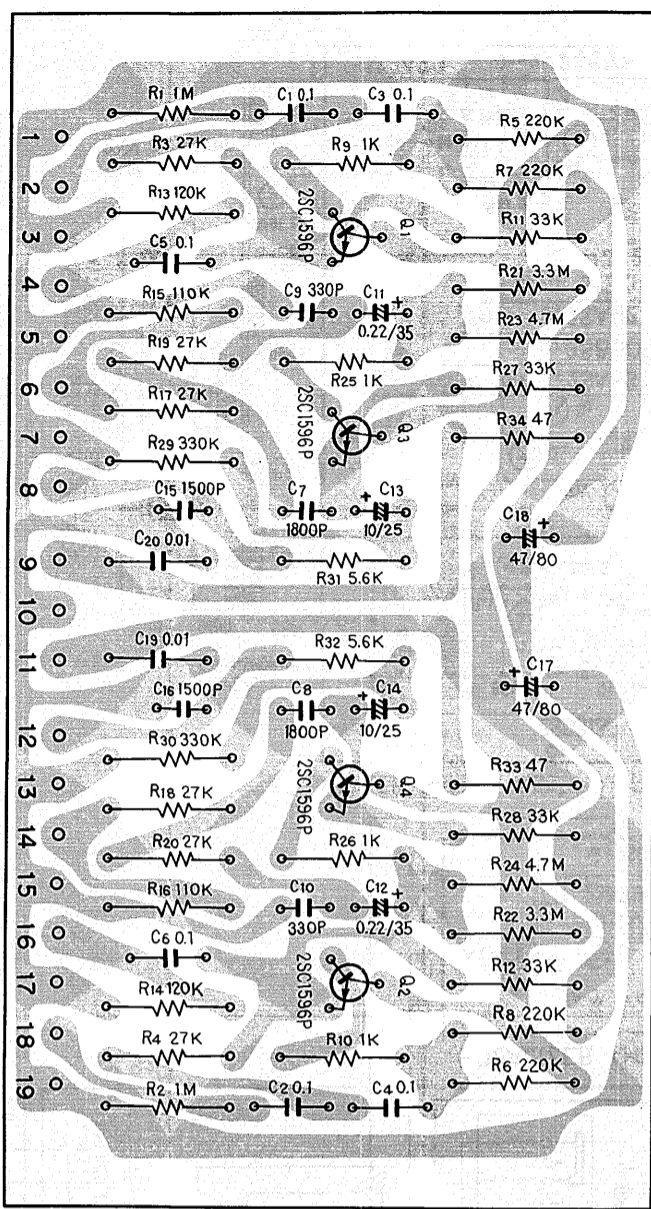 R1 1M
C1 0.1
C3 0.1
R5 220K
1
R3 27K
R9 1K
R7 220K
2
R13 120K
2SC1596P
Q1
R11 33K
3
C5 0.1
4
R21 3.3M
C9 330P
C11
+
R15 110K
0.22/35
5
R23 4.7M
R19 27K
R25 1K
6
R27 33K
R17 27K
2SC1596P
Q3
R34 47
7
R29 330K
8
C15 1500P
C7
1800P
+
C13
10/25
C18
+
47/80
C20 0.01
9
R31 5.6K
10
C19 0.01
R32 5.6K
11
C17
+
47/80
C16 1500P
C8
1800P
+
C14
10/25
12
R30 330K
2SC1596P
Q4
R33 47
13
R18 27K
R28 33K
14
R20 27K
R26 1K
R24 4.7M
15
R16 110K
C10
330P
C12
+
0.22/35
R22 3.3M
16
C6 0.1
2SC1596P
Q2
R12 33K
17
R14 120K
R8 220K
18
R4 27K
R10 1K
R6 220K
19
R2 1M
C2 0.1
C4 0.1